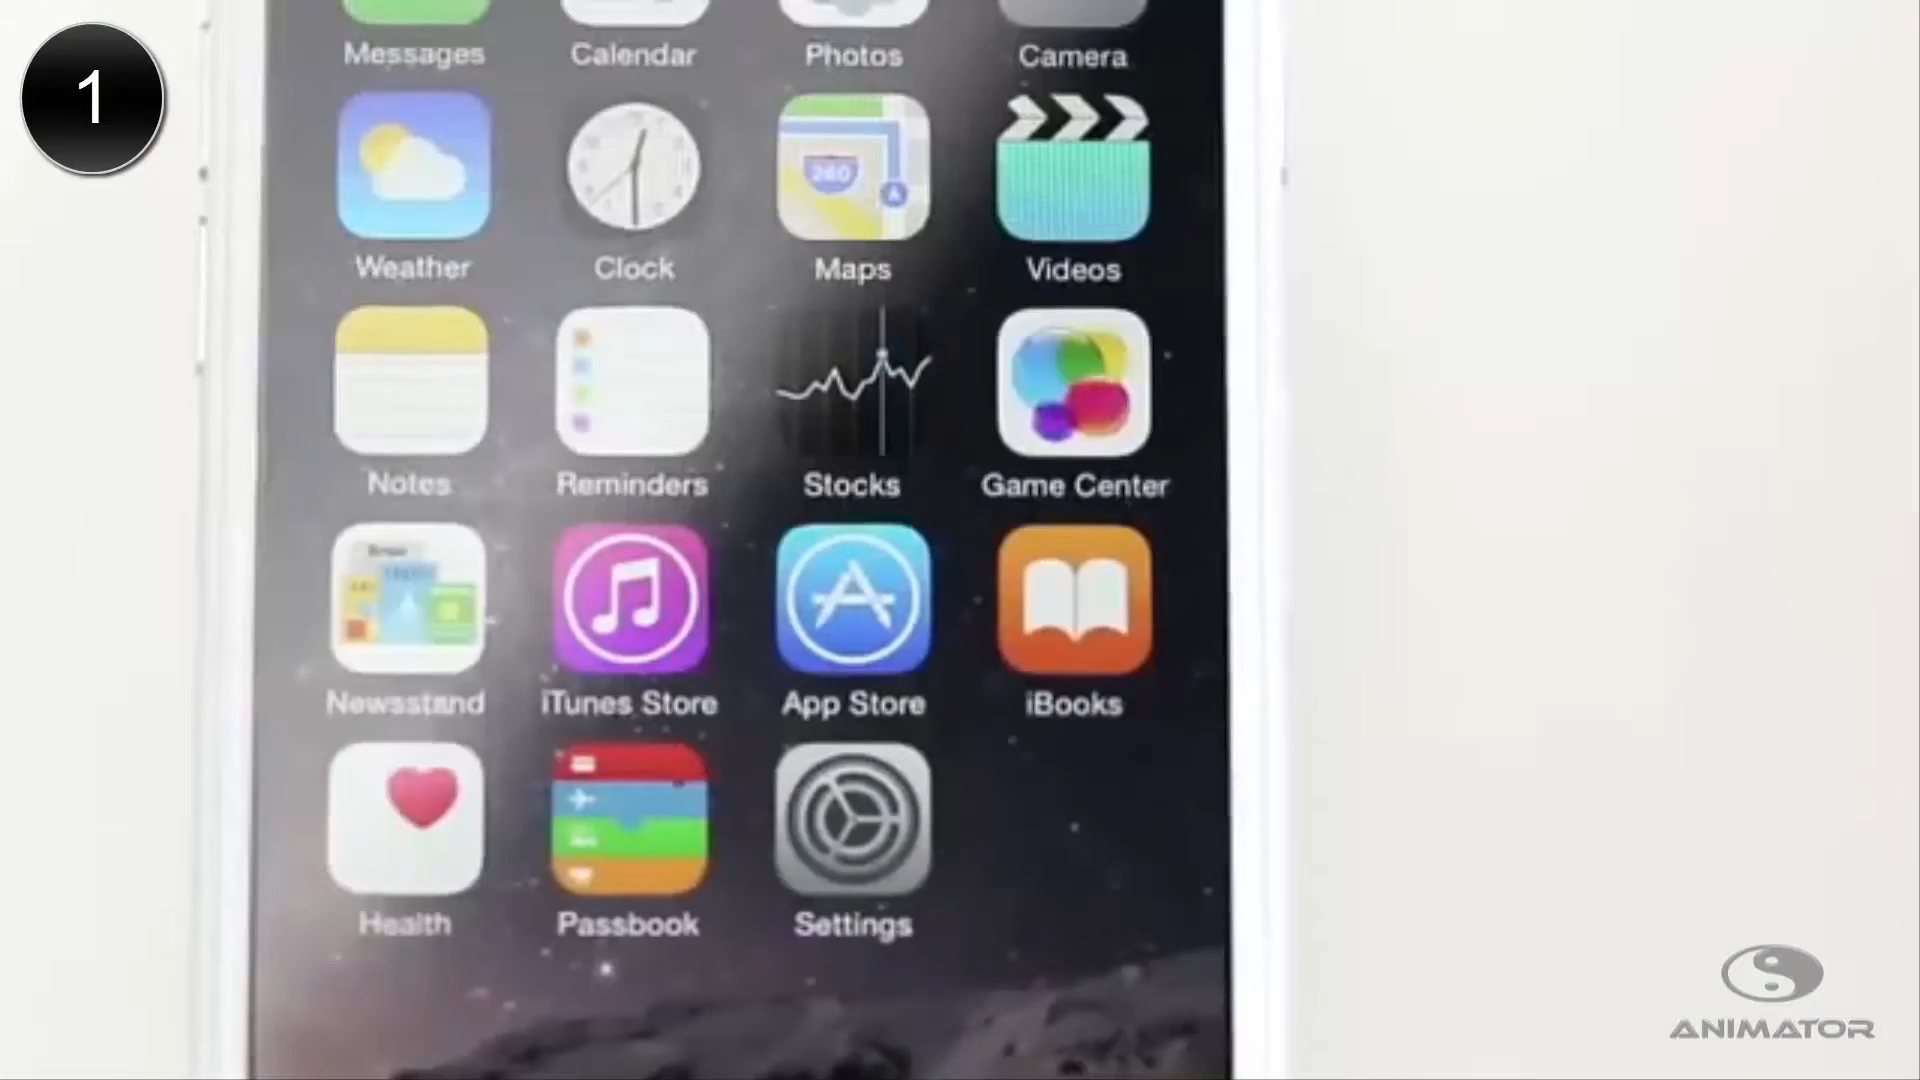 1
Messages Calendar Photos Camera
280
Weather Clock Maps Videos
Notes Reminders Stocks Game Center
Newsstand iTunes Store App Store iBooks
Health Passbook Settings
ANIMATOR